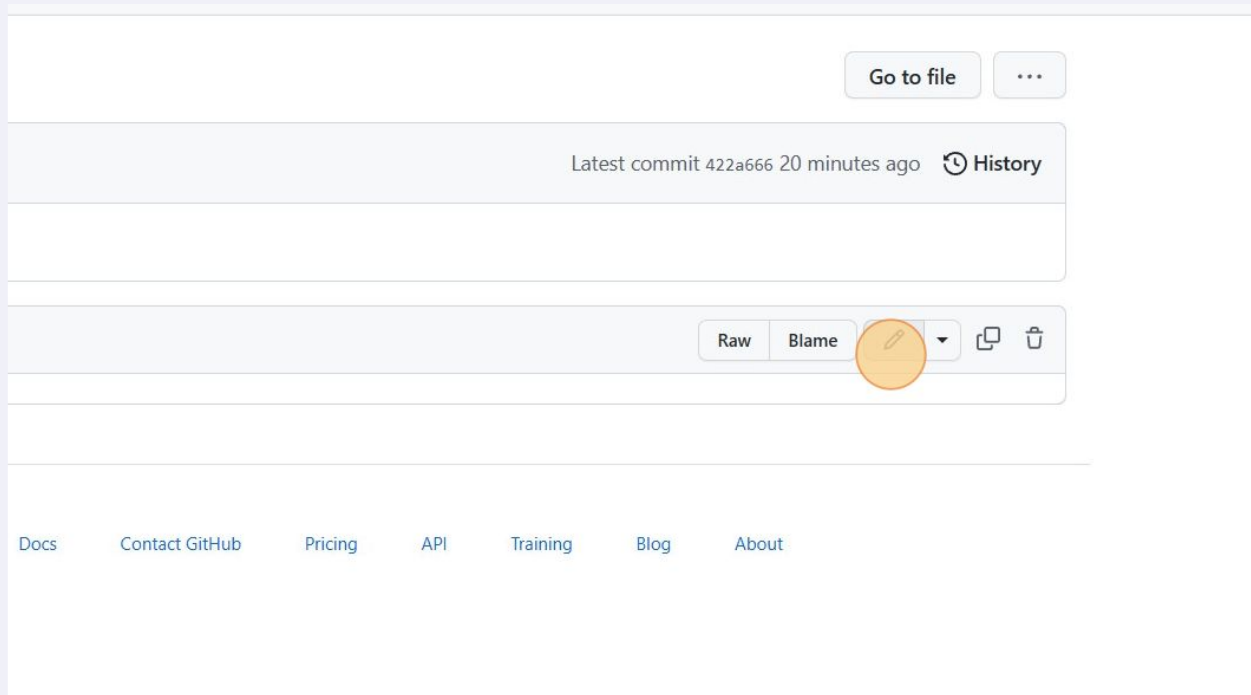 Go to file ...
Latest commit 422a666 20 minutes ago History
Raw Blame
Docs Contact GitHub Pricing API Training Blog About